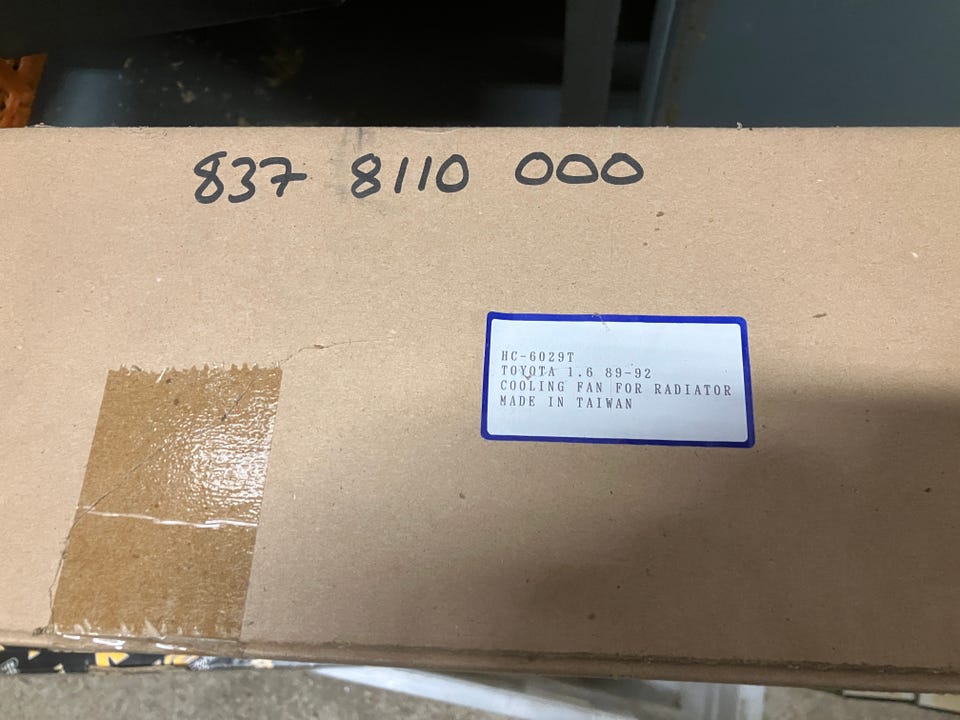 837 8110 000
HC-6029T
TOYOTA 1.6 89-92
COOLING FAN FOR RADIATOR
MADE IN TAIWAN